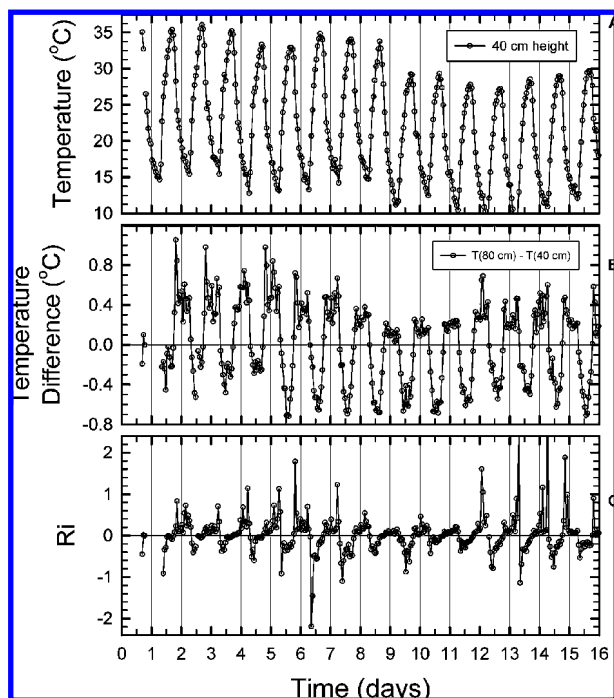 A
Temperature (°C)
35
30
25
20
15
10
40 cm height
B
Temperature
Difference (°C)
0.8
0.4
0.0
-0.4
-0.8
T(80 cm) - T(40 cm)
C
Ri
2
1
0
-1
-2
0 1 2 3 4 5 6 7 8 9 10 11 12 13 14 15 16
Time (days)